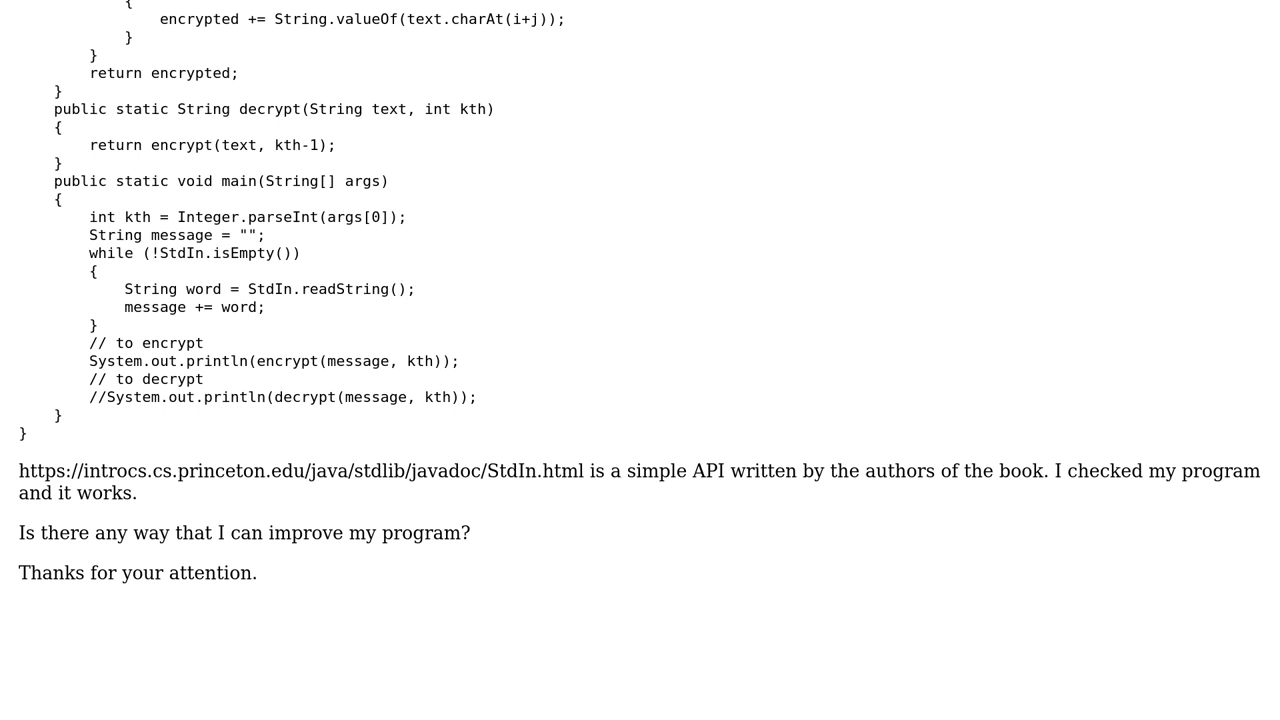 {
encrypted += String.valueOf(text.charAt(i+j));
}
}
return encrypted;
}
public static String decrypt(String text, int kth)
{
return encrypt(text, kth-1);
}
public static void main(String[] args)
{
int kth = Integer.parseInt(args[0]);
String message = "";
while (!StdIn.isEmpty())
{
String word = StdIn.readString();
message += word;
}
// to encrypt
System.out.println(encrypt(message, kth));
// to decrypt
//System.out.println(decrypt(message, kth));
}
}
https://introcs.cs.princeton.edu/java/stdlib/javadoc/StdIn.html is a simple API written by the authors of the book. I checked my program
and it works.
Is there any way that I can improve my program?
Thanks for your attention.